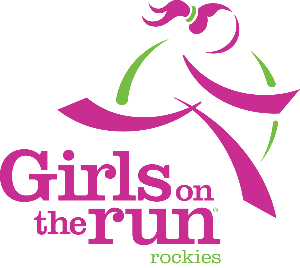 Girls on
the run®
rockies